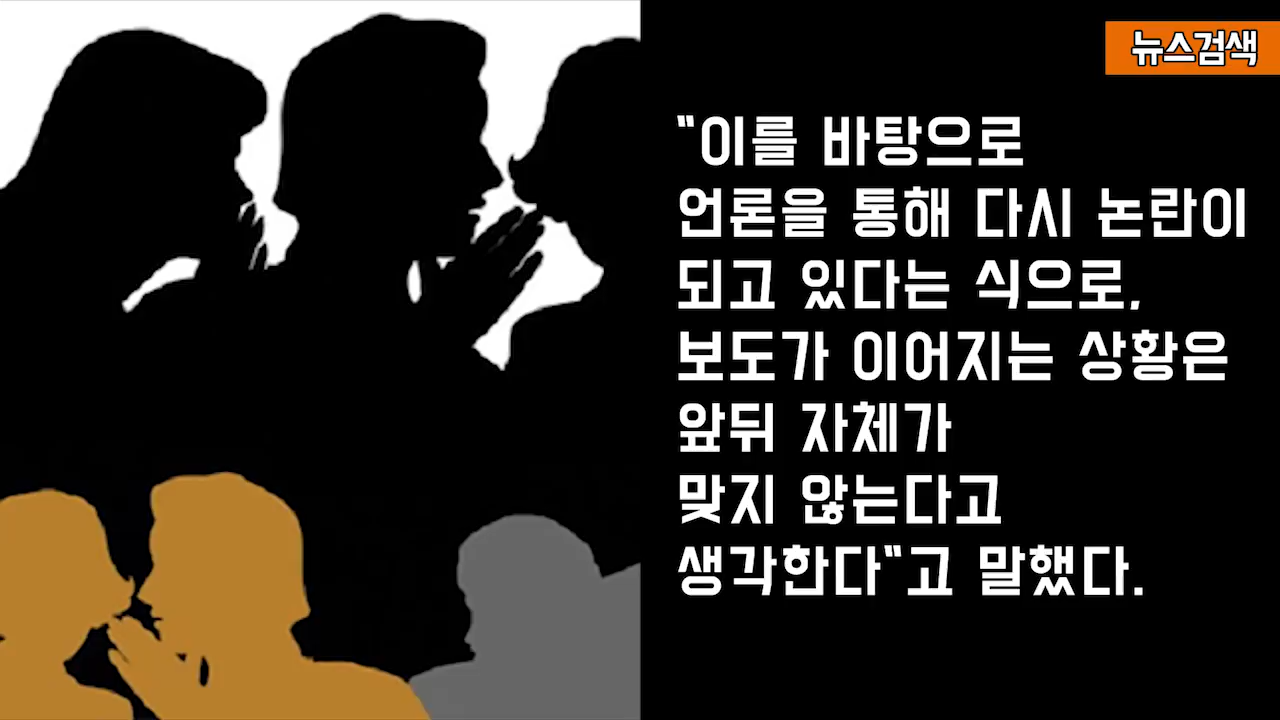 뉴스검색
"이를 바탕으로
언론을 통해 다시 논란이
되고 있다는 식으로,
보도가 이어지는 상황은
앞뒤 자체가
맞지 않는다고
생각한다"고 말했다.